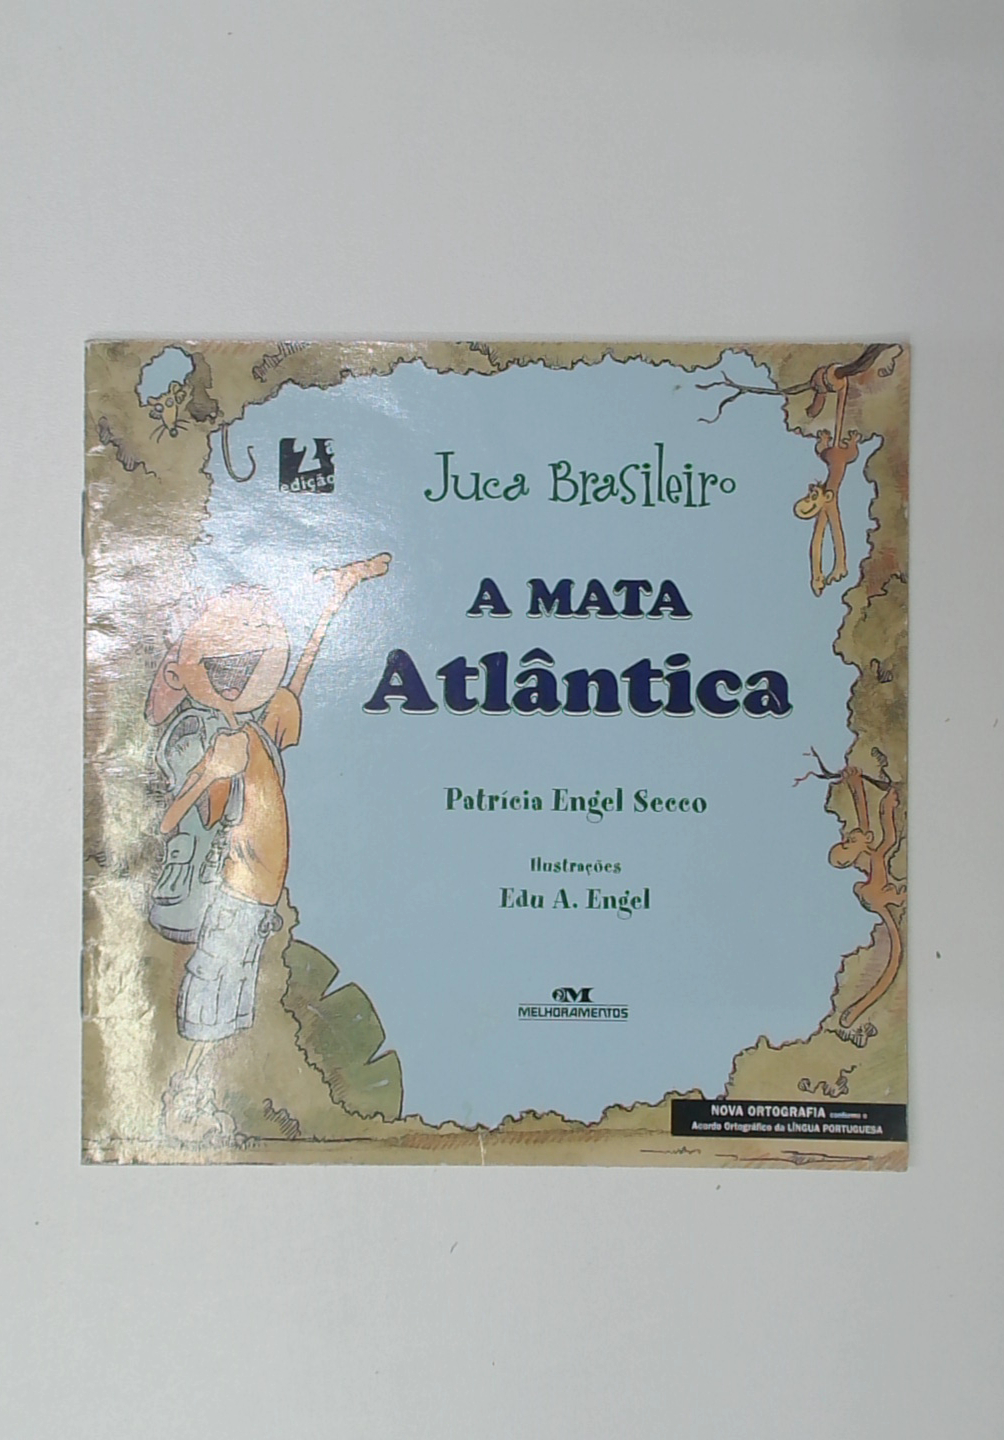 2ª
edição
Juca Brasileiro
A MATA
Atlântica
Patrícia Engel Secco
Ilustrações
Edu A. Engel
M
MELHORAMENTOS
NOVA ORTOGRAFIA conforme o
Acordo Ortográfico da LÍNGUA PORTUGUESA